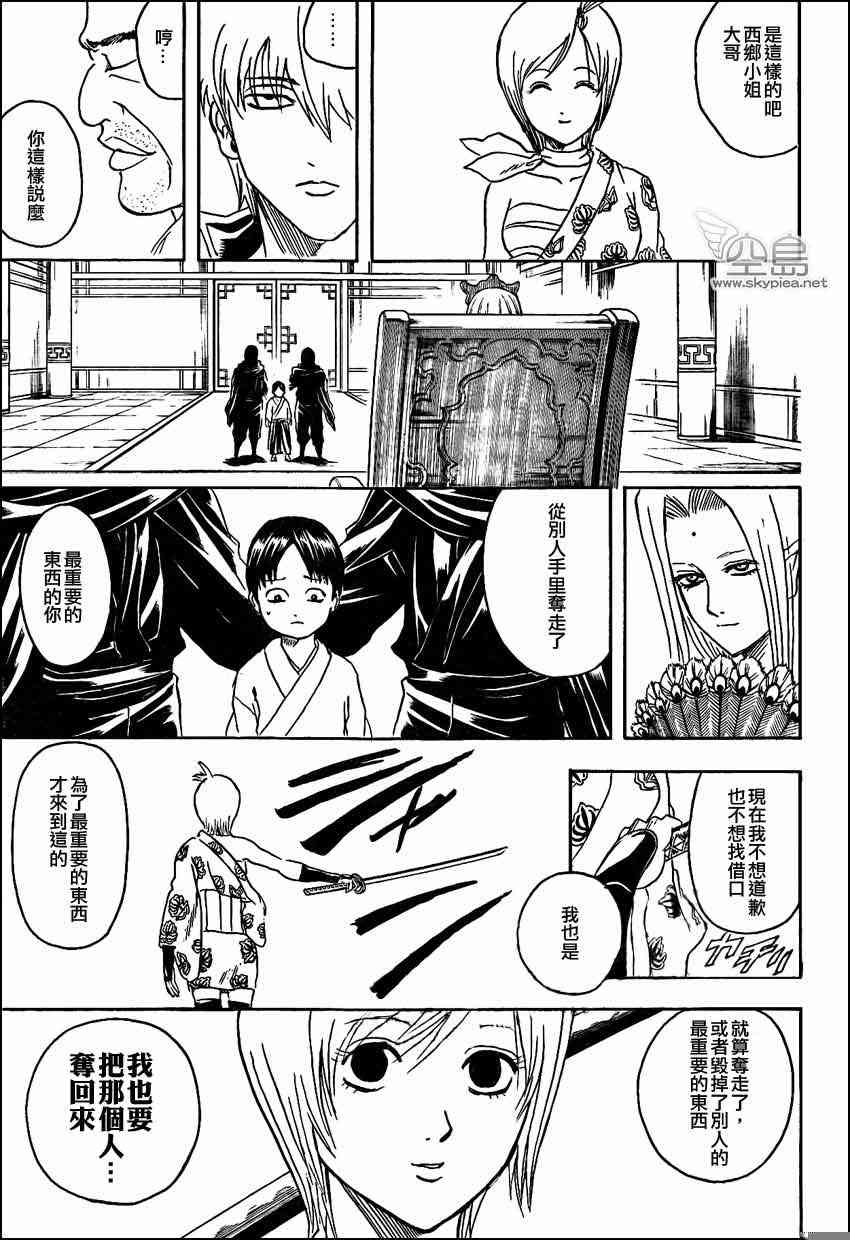 是這樣的吧
西鄉小姐
大哥
…
哼
…
你這樣説麼
空島
www.skypiea.net
從別人手里奪走了
最重要的
東西的你
現在我不想道歉
也不想找借口
我也是
カチャ
為了最重要的東西
才來到這的
就算奪走了，
或者毀掉了別人的
最重要的東西
我也要
把那個人…
奪回來